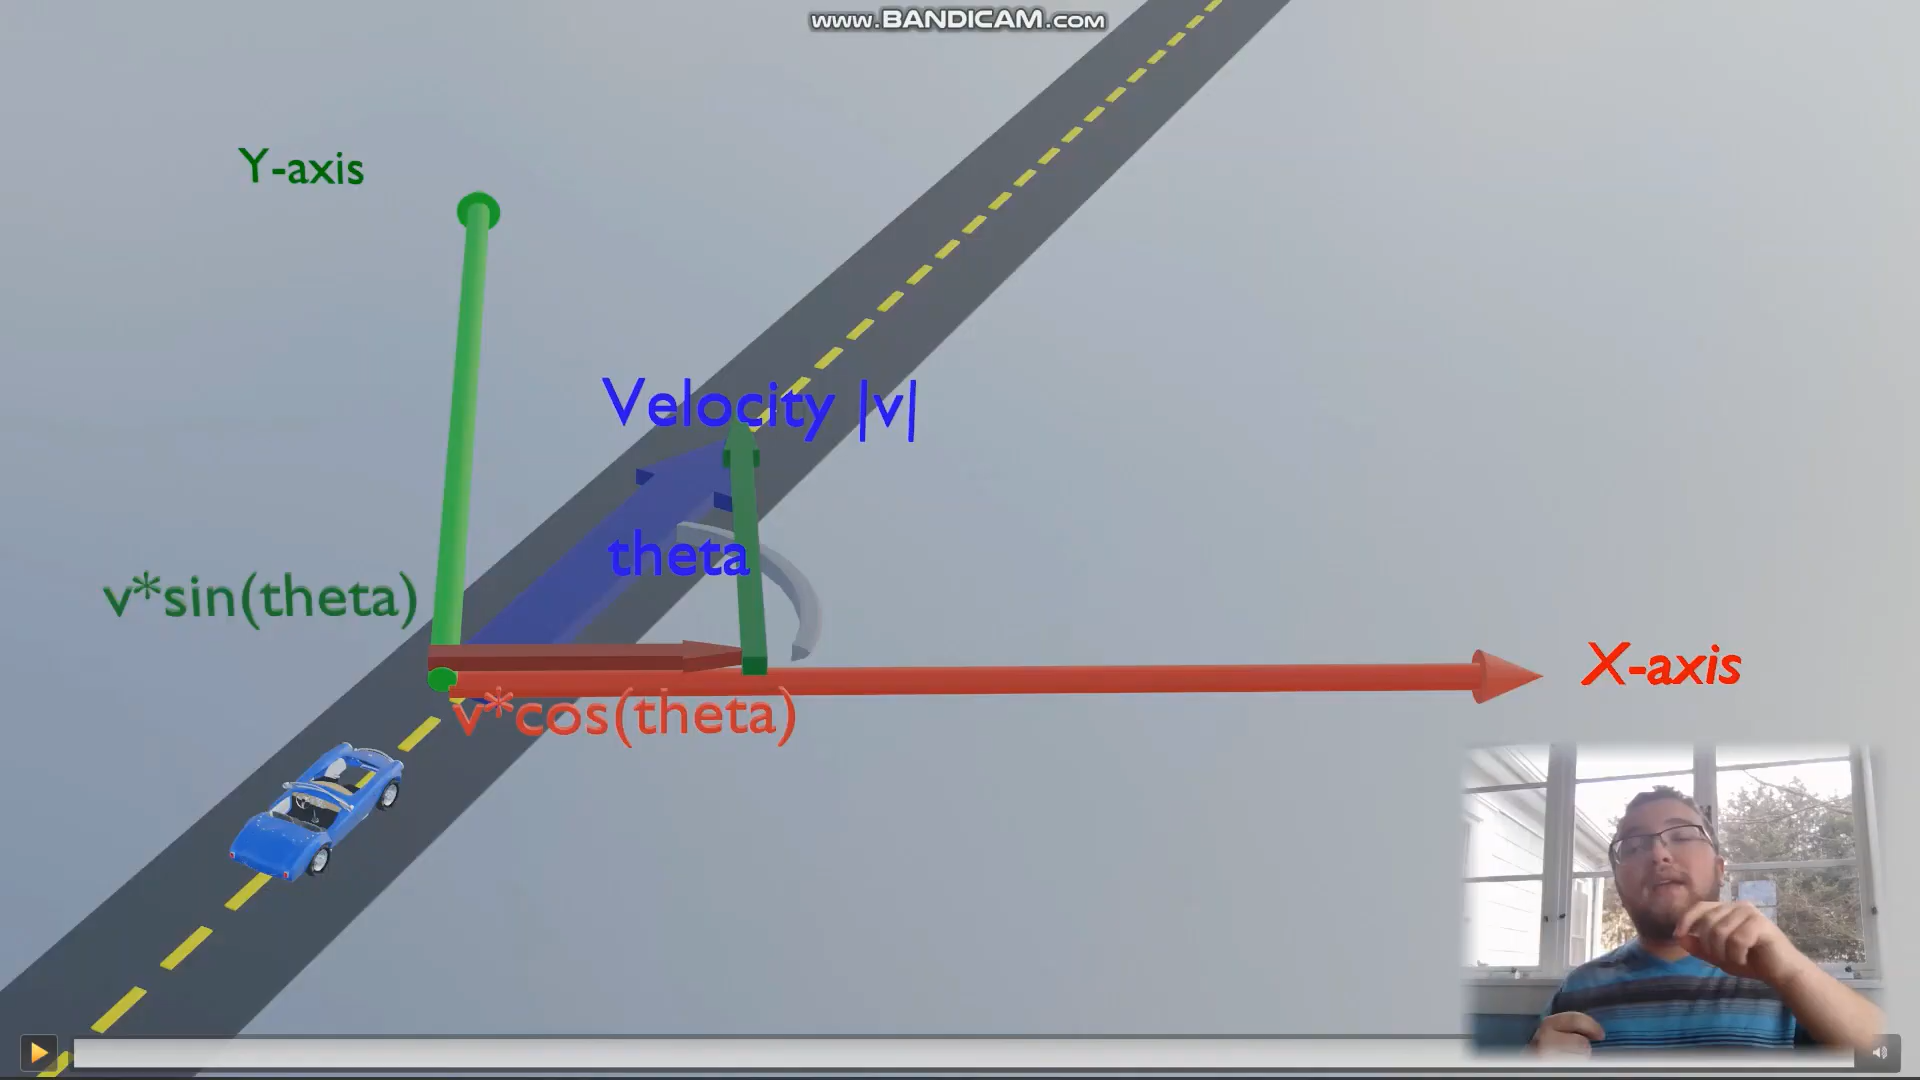 www.BANDICAM.com
Y-axis
Velocity |v|
theta
v*sin(theta)
X-axis
v*cos(theta)